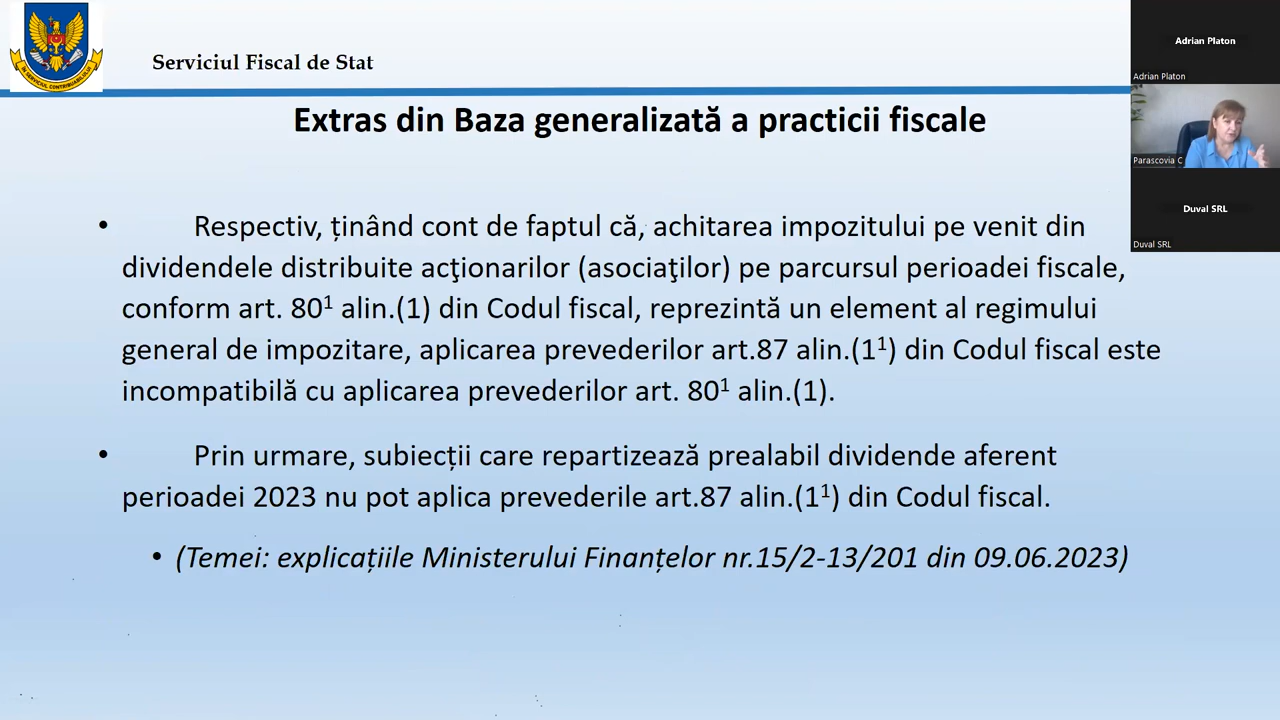 IN SERVICIUL CONTRIBUABILULUI
Serviciul Fiscal de Stat
Extras din Baza generalizată a practicii fiscale
• Respectiv, ținând cont de faptul că, achitarea impozitului pe venit din
dividendele distribuite acţionarilor (asociaţilor) pe parcursul perioadei fiscale,
conform art. 80¹ alin.(1) din Codul fiscal, reprezintă un element al regimului
general de impozitare, aplicarea prevederilor art.87 alin.(1¹) din Codul fiscal este
incompatibilă cu aplicarea prevederilor art. 80¹ alin.(1).
• Prin urmare, subiecții care repartizează prealabil dividende aferent
perioadei 2023 nu pot aplica prevederile art.87 alin.(1¹) din Codul fiscal.
• (Temei: explicațiile Ministerului Finanțelor nr.15/2-13/201 din 09.06.2023)
Adrian Platon
Adrian Platon
Parascovia C
Duval SRL
Duval SRL